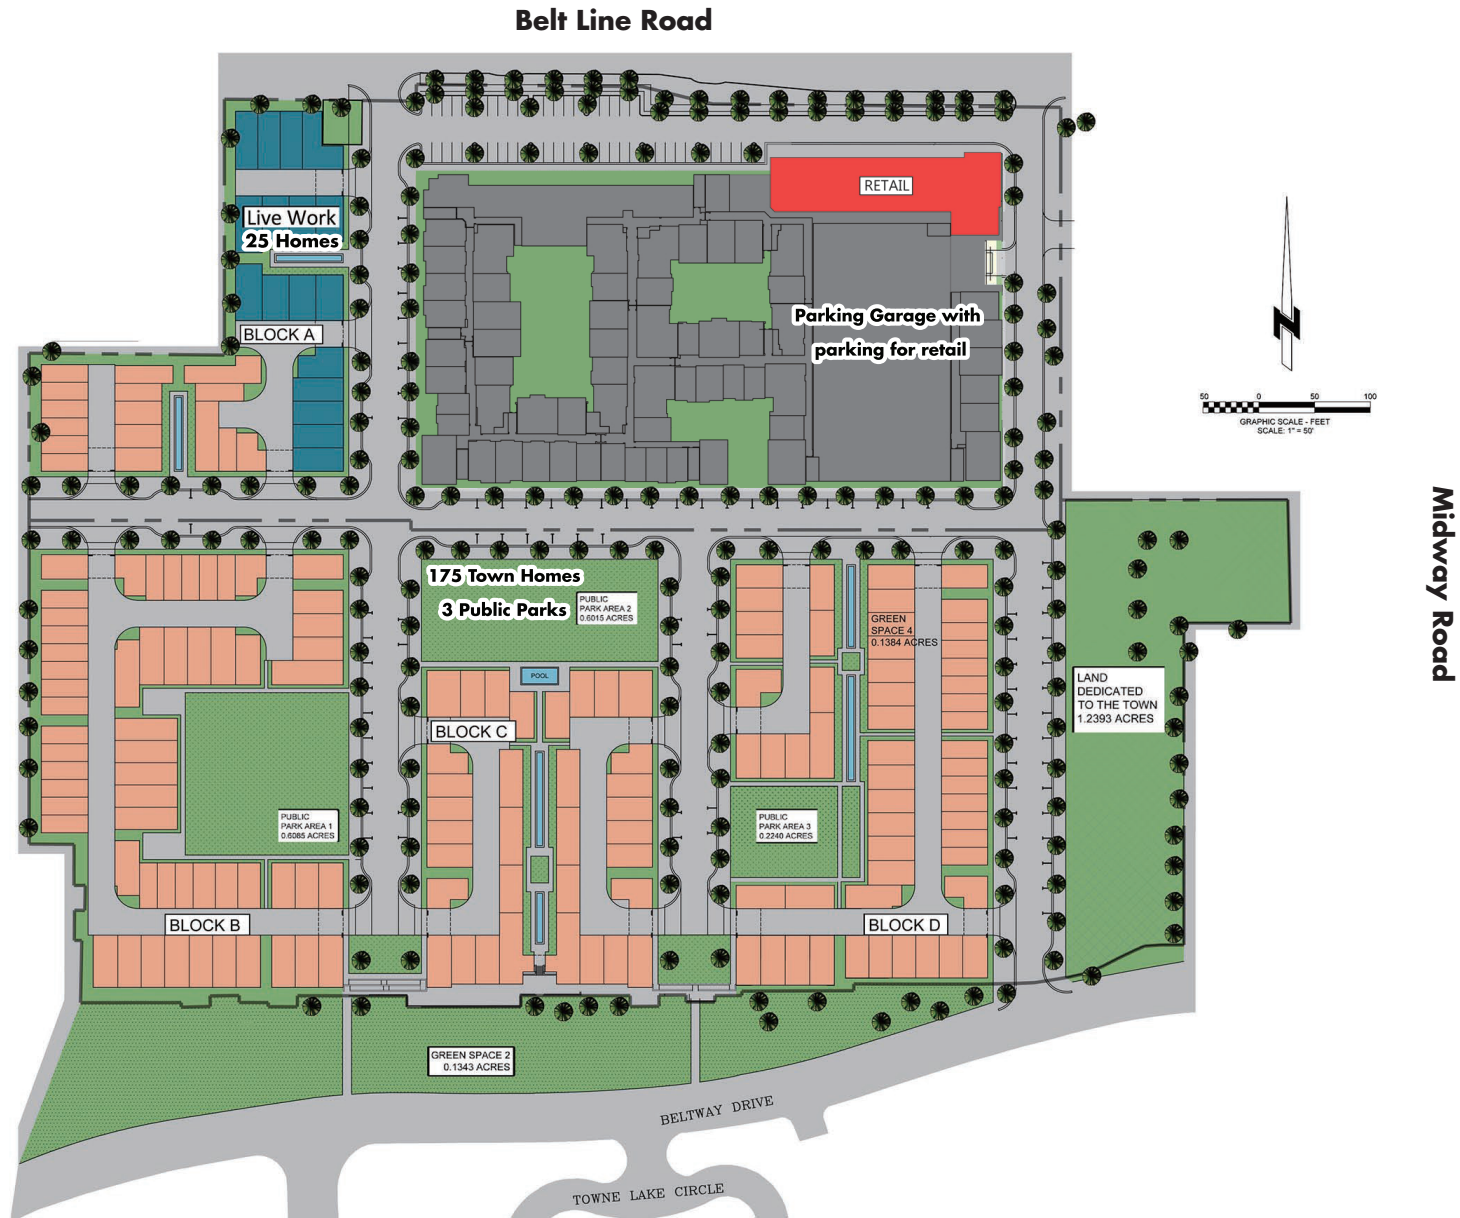 Belt Line Road
RETAIL
Live Work
25 Homes
Parking Garage with
parking for retail
BLOCK A
N
50 0 50 100
GRAPHIC SCALE - FEET
SCALE: 1" = 50'
Midway Road
175 Town Homes
3 Public Parks
PUBLIC
PARK AREA 2
0.6015 ACRES
GREEN
SPACE 4
0.1384 ACRES
POOL
LAND
DEDICATED
TO THE TOWN
1.2393 ACRES
BLOCK C
PUBLIC
PARK AREA 1
0.6085 ACRES
PUBLIC
PARK AREA 3
0.2240 ACRES
BLOCK B
BLOCK D
GREEN SPACE 2
0.1343 ACRES
BELTWAY DRIVE
TOWNE LAKE CIRCLE